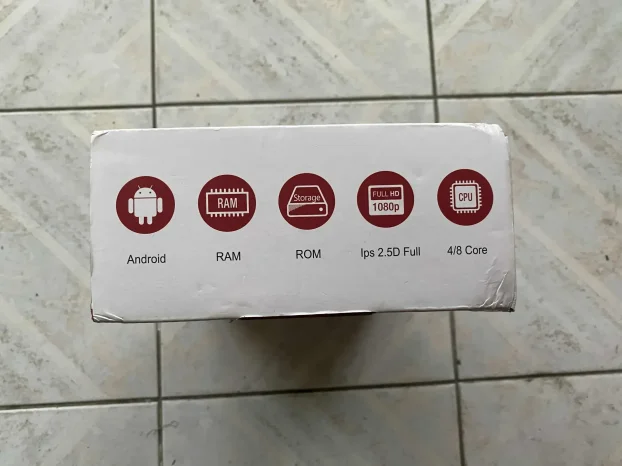 RAM
Storage
FULL HD
1080p
CPU
Android
RAM
ROM
Ips 2.5D Full
4/8 Core